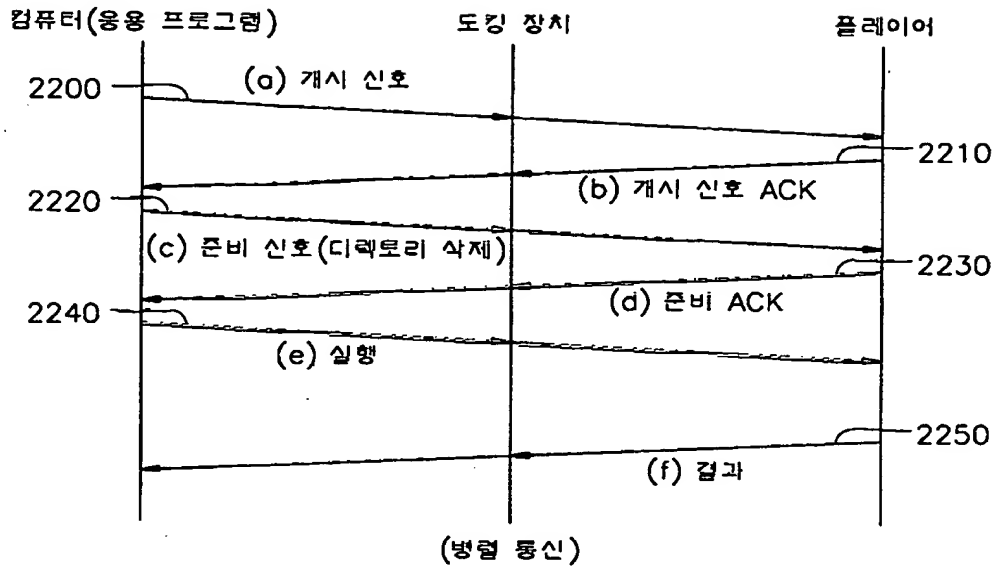 컴퓨터(응용 프로그램)
도킹 장치
플레이어
2200
(a) 개시 신호
2210
(b) 개시 신호 ACK
2220
(c) 준비 신호(디렉토리 삭제)
2230
(d) 준비 ACK
2240
(e) 실행
2250
(f) 결과
(병렬 통신)